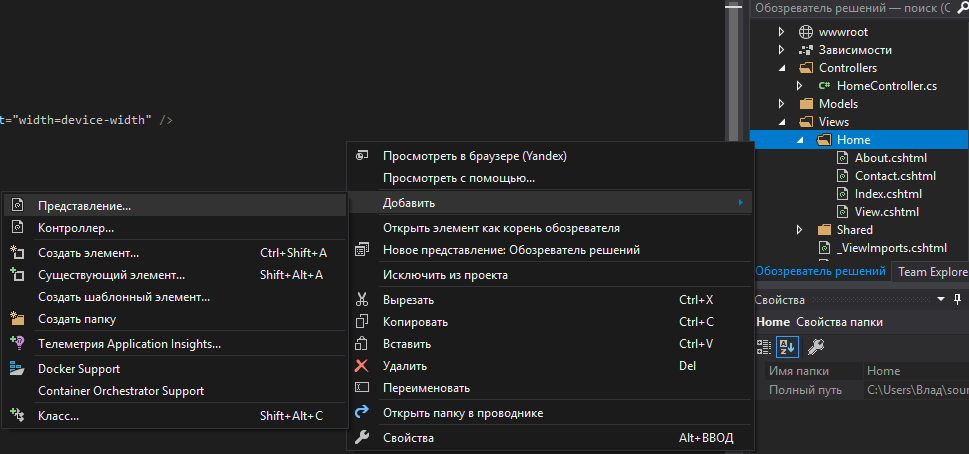 t="width=device-width" />
Представление...
Контроллер...
Создать элемент... Ctrl+Shift+A
Существующий элемент... Shift+Alt+A
Создать шаблонный элемент...
Создать папку
Телеметрия Application Insights...
Docker Support
Container Orchestrator Support
Класс... Shift+Alt+C
Просмотреть в браузере (Yandex)
Просмотреть с помощью...
Добавить
Открыть элемент как корень обозревателя
Новое представление: Обозреватель решений
Исключить из проекта
Вырезать Ctrl+X
Копировать Ctrl+C
Вставить Ctrl+V
Удалить Del
Переименовать
Открыть папку в проводнике
Свойства Alt+ВВОД
Обозреватель решений — поиск (C
wwwroot
Зависимости
Controllers
C# HomeController.cs
Models
Views
Home
About.cshtml
Contact.cshtml
Index.cshtml
View.cshtml
Shared
_ViewImports.cshtml
Обозреватель решений Team Explore
Свойства
Home Свойства папки
Имя папки Home
Полный путь C:\Users\Влад\sour